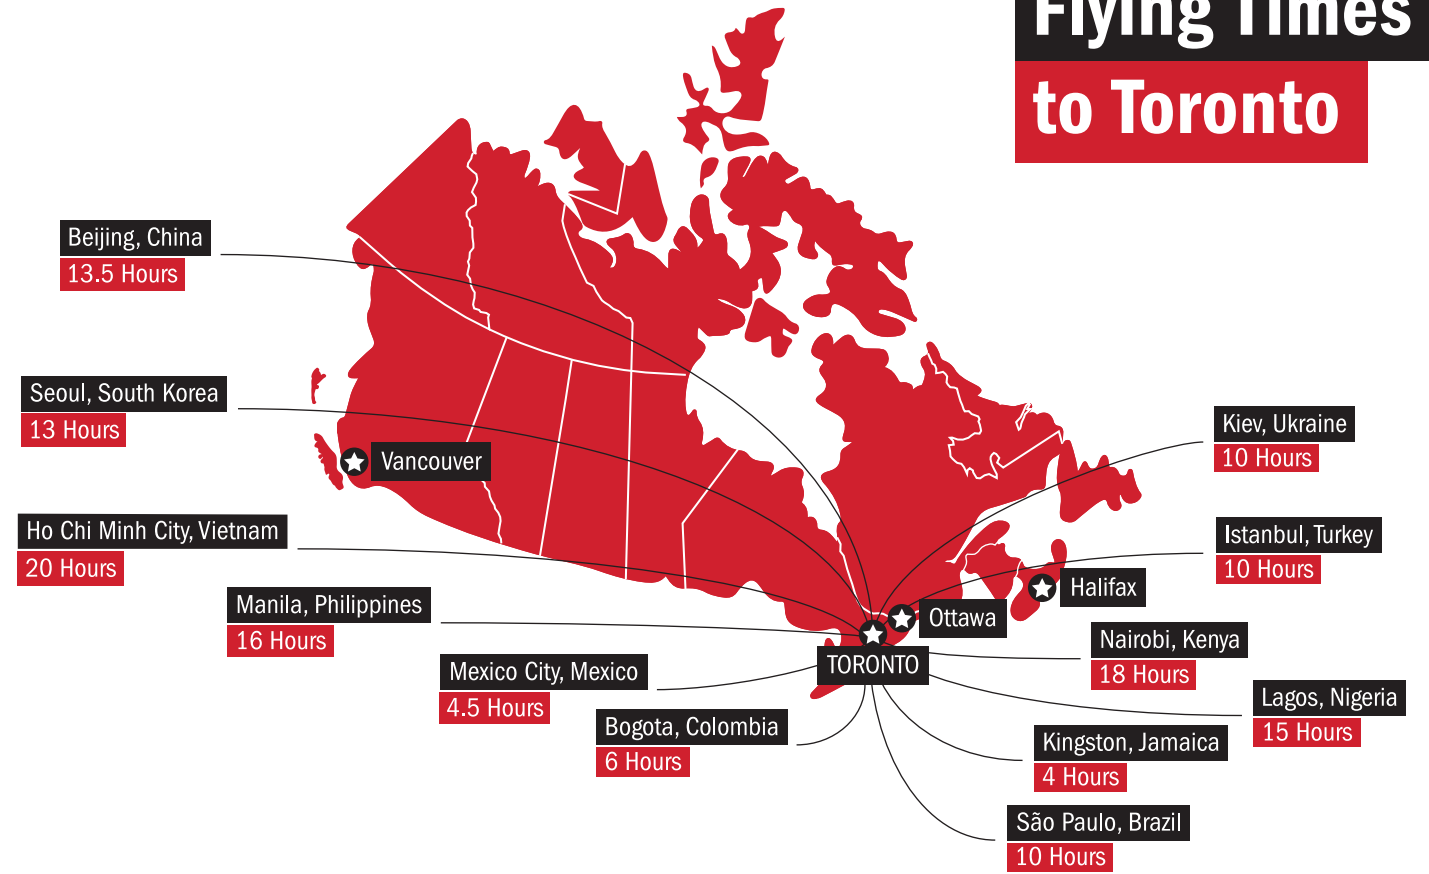 Flying Times
to Toronto
Beijing, China
13.5 Hours
Seoul, South Korea
13 Hours
Vancouver
Kiev, Ukraine
10 Hours
Ho Chi Minh City, Vietnam
20 Hours
Istanbul, Turkey
10 Hours
Halifax
Manila, Philippines
16 Hours
Ottawa
TORONTO
Nairobi, Kenya
18 Hours
Mexico City, Mexico
4.5 Hours
Lagos, Nigeria
15 Hours
Bogota, Colombia
6 Hours
Kingston, Jamaica
4 Hours
São Paulo, Brazil
10 Hours